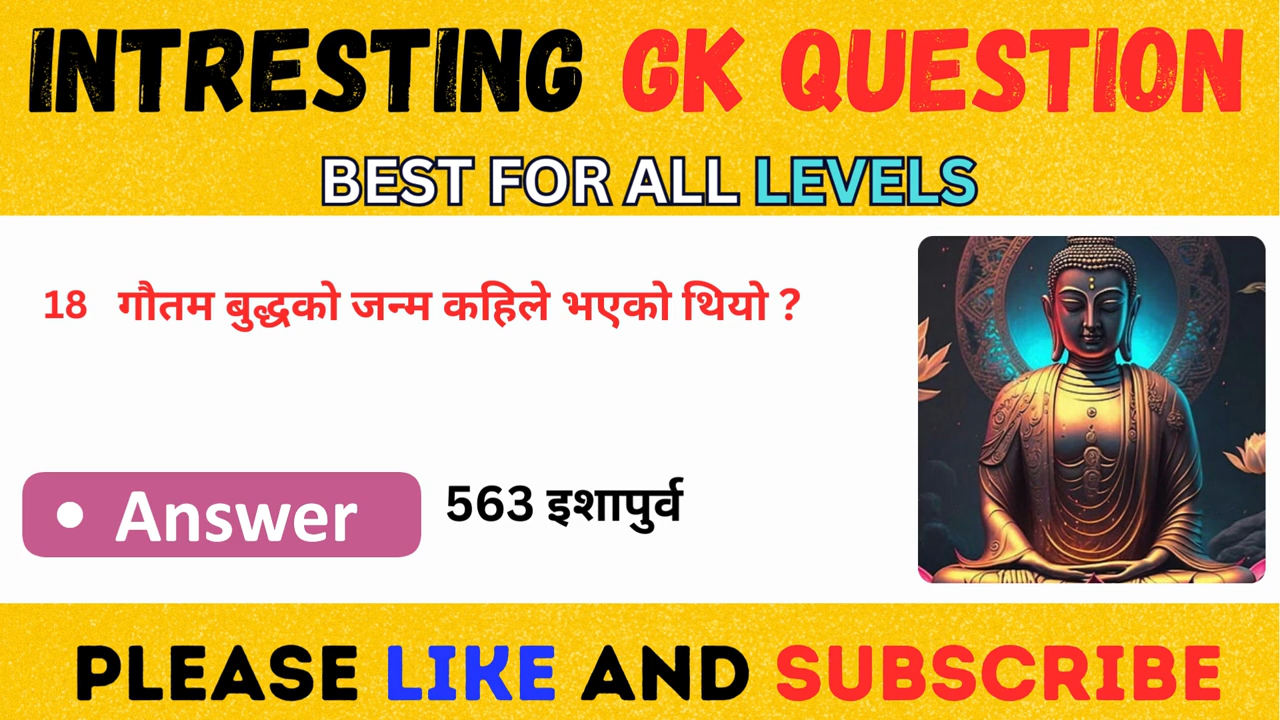 INTRESTING GK QUESTION
BEST FOR ALL LEVELS
18 गौतम बुद्धको जन्म कहिले भएको थियो ?
• Answer 563 इशापुर्व
PLEASE LIKE AND SUBSCRIBE